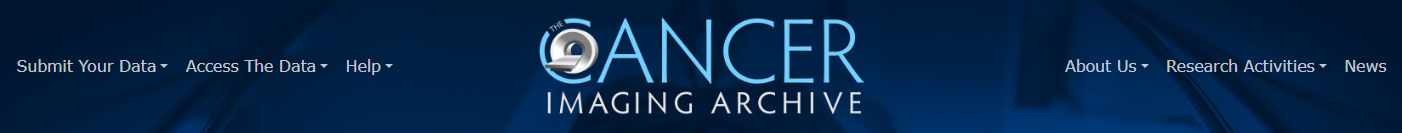 Submit Your Data
Access The Data
Help
THE
CANCER
IMAGING ARCHIVE
About Us
Research Activities
News